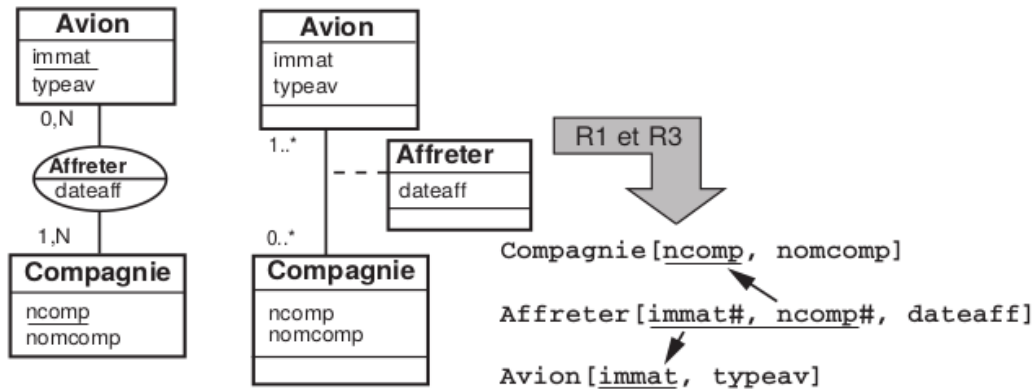 Avion
immat
typeav
0,N
Affreter
dateaff
1,N
Compagnie
ncomp
nomcomp
Avion
immat
typeav
1..*
Affreter
dateaff
0..*
Compagnie
ncomp
nomcomp
R1 et R3
Compagnie[ncomp, nomcomp]
Affreter[immat#, ncomp#, dateaff]
Avion[immat, typeav]